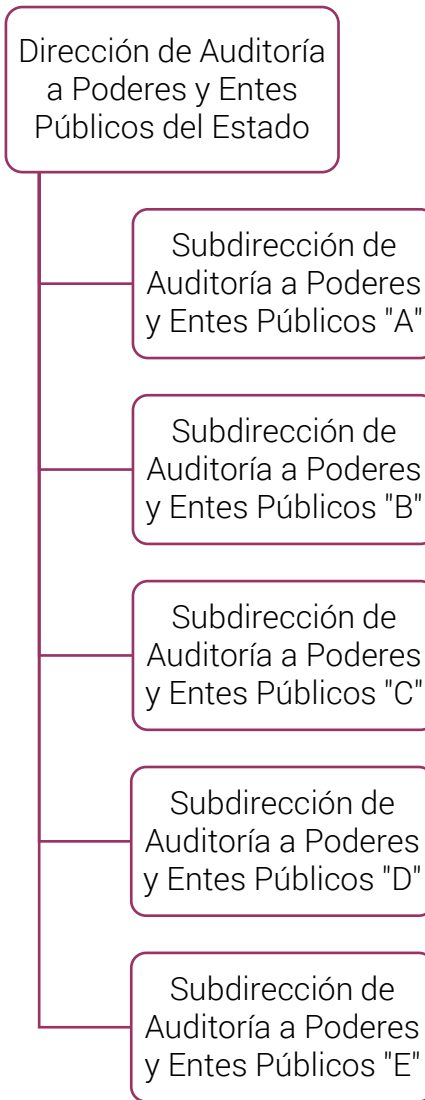 Dirección de Auditoría
a Poderes y Entes
Públicos del Estado
Subdirección de
Auditoría a Poderes
y Entes Públicos "A"
Subdirección de
Auditoría a Poderes
y Entes Públicos "B"
Subdirección de
Auditoría a Poderes
y Entes Públicos "C"
Subdirección de
Auditoría a Poderes
y Entes Públicos "D"
Subdirección de
Auditoría a Poderes
y Entes Públicos "E"